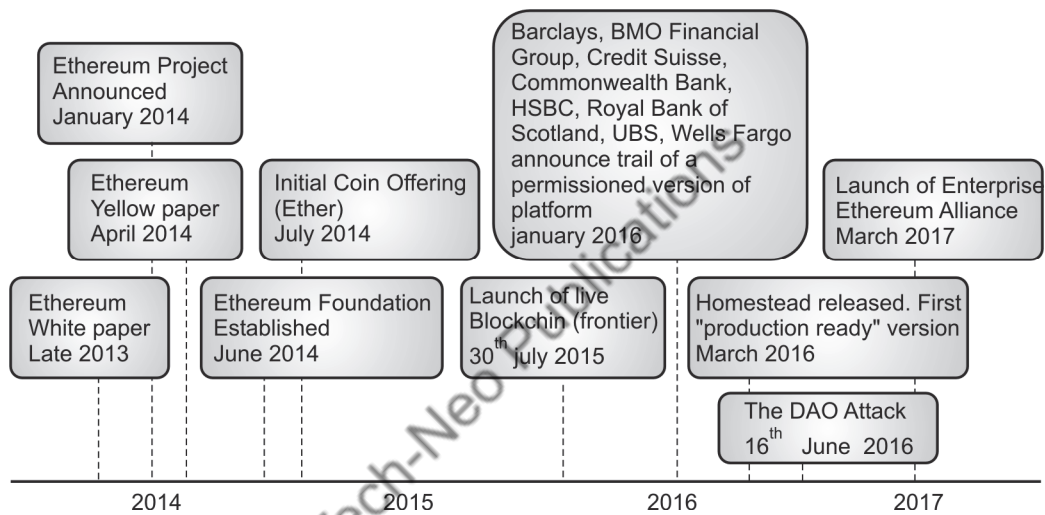 Ethereum Project
Announced
January 2014
Ethereum
Yellow paper
April 2014
Ethereum
White paper
Late 2013
Initial Coin Offering
(Ether)
July 2014
Ethereum Foundation
Established
June 2014
Barclays, BMO Financial
Group, Credit Suisse,
Commonwealth Bank,
HSBC, Royal Bank of
Scotland, UBS, Wells Fargo
announce trail of a
permissioned version of
platform
january 2016
Launch of live
Blockchin (frontier)
30th july 2015
Launch of Enterprise
Ethereum Alliance
March 2017
Homestead released. First
"production ready" version
March 2016
The DAO Attack
16th June 2016
2014 2015 2016 2017
Tech-Neo Publications